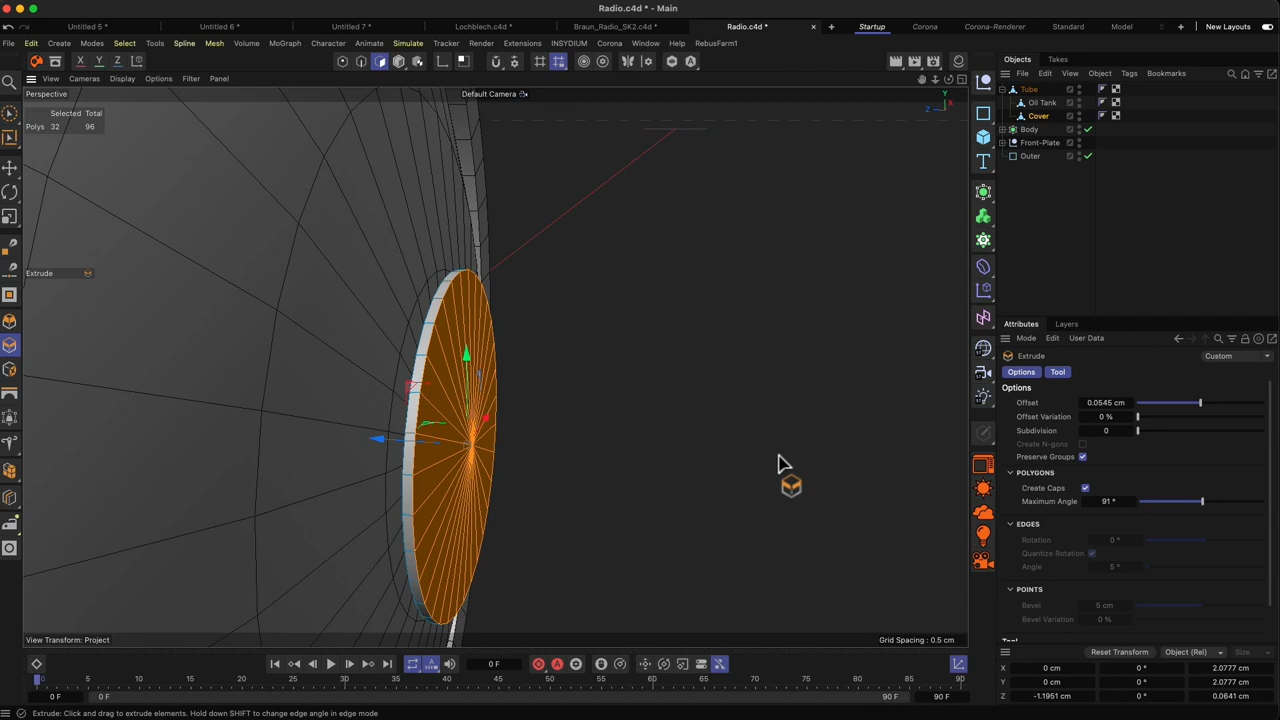 Radio.c4d * - Main
Untitled 5 *
Untitled 6 *
Untitled 7 *
Lochblech.c4d *
Braun_Radio_SK2.c4d *
Radio.c4d *
Startup
Corona
Corona-Renderer
Standard
Model
New Layouts
File Edit Create Modes Select Tools Spline Mesh Volume MoGraph Character Animate Simulate Tracker Render Extensions INSYDIUM Corona Window Help RebusFarm1
X Y Z
View Cameras Display Options Filter Panel
Perspective
Default Camera
Selected Total
Polys 32 96
Extrude
Y
X
Z
View Transform: Project
Grid Spacing : 0.5 cm
Objects Takes
File Edit View Object Tags Bookmarks
Tube
Oil Tank
Cover
Body
Front-Plate
Outer
Attributes Layers
Mode Edit User Data
Extrude
Custom
Options Tool
Options
Offset 0.0545 cm
Offset Variation 0 %
Subdivision 0
Create N-gons
Preserve Groups
POLYGONS
Create Caps
Maximum Angle 91 °
EDGES
Rotation 0 °
Quantize Rotation
Angle 5 °
POINTS
Bevel 5 cm
Bevel Variation 0 %
Reset Transform Object (Rel) Size
X 0 cm 0 ° 2.0777 cm
Y 0 cm 0 ° 2.0777 cm
Z -1.1951 cm 0 ° 0.0641 cm
0 F
0 5 10 15 20 25 30 35 40 45 50 55 60 65 70 75 80 85 90
0 F 0 F 90 F 90 F
Extrude: Click and drag to extrude elements. Hold down SHIFT to change edge angle in edge mode